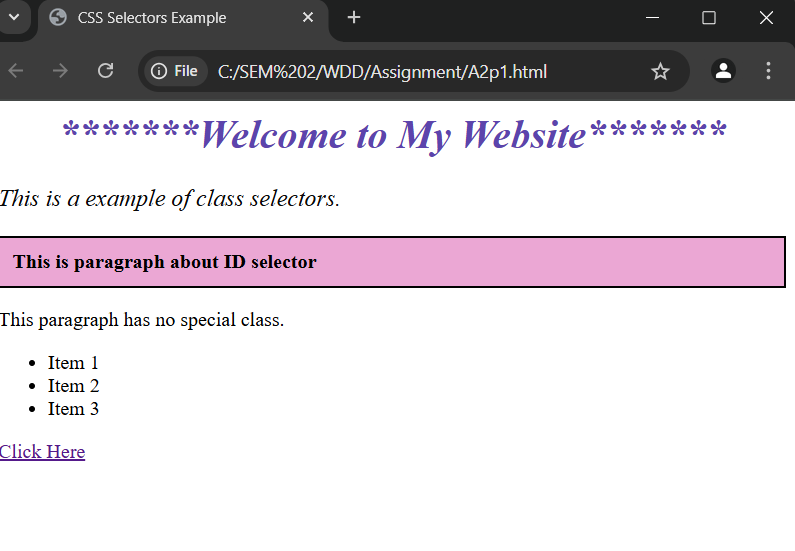 CSS Selectors Example
File C:/SEM%202/WDD/Assignment/A2p1.html
*******Welcome to My Website*******
This is a example of class selectors.
This is paragraph about ID selector
This paragraph has no special class.
• Item 1
• Item 2
• Item 3
Click Here